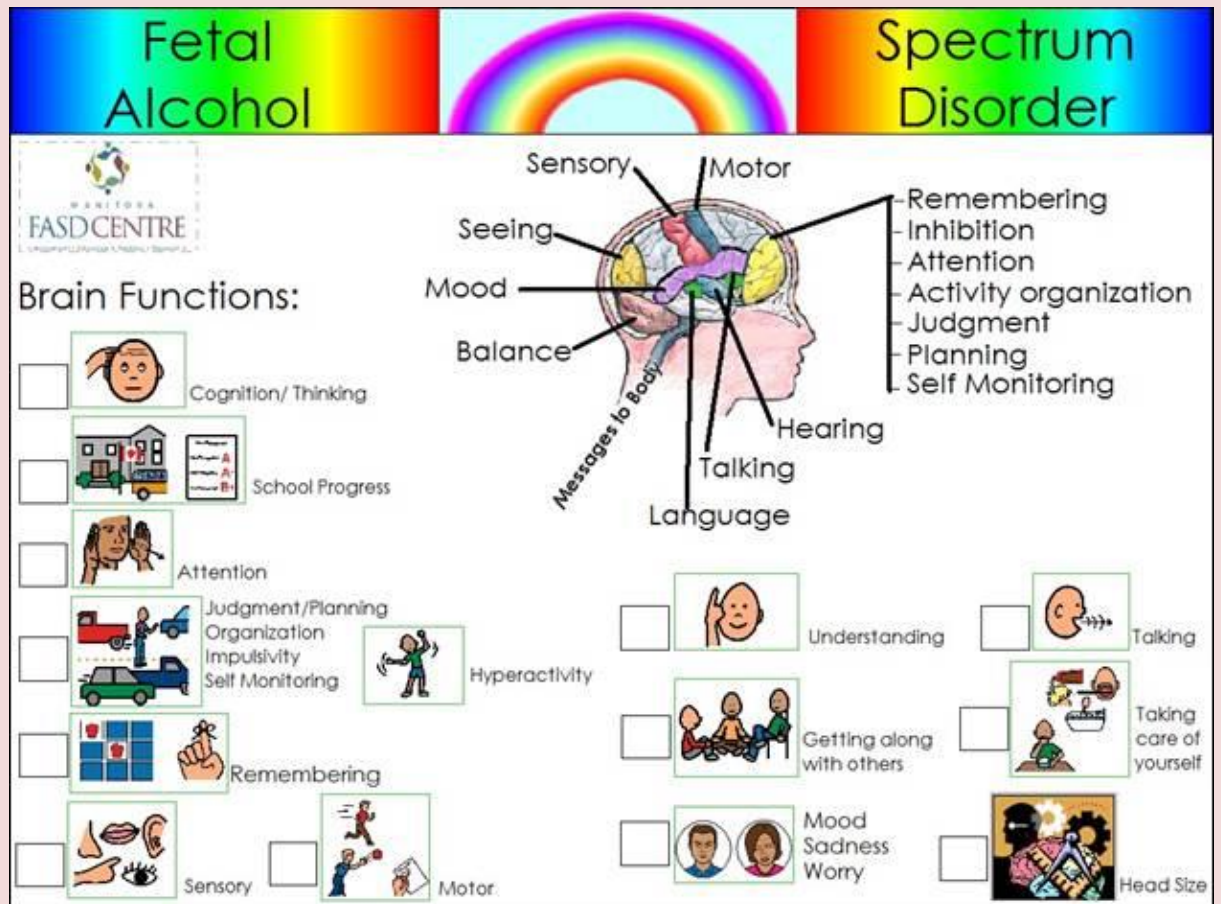 Fetal
Alcohol
Spectrum
Disorder
MANITOBA
FASD CENTRE
Sensory
Motor
Seeing
Mood
Balance
Messages to Body
Remembering
Inhibition
Attention
Activity organization
Judgment
Planning
Self Monitoring
Hearing
Talking
Language
Brain Functions:
Cognition/ Thinking
A
A-
B+
School Progress
Attention
Judgment/Planning
Organization
Impulsivity
Self Monitoring
Hyperactivity
Remembering
Sensory
Motor
Understanding
Talking
Getting along
with others
Taking
care of
yourself
Mood
Sadness
Worry
Head Size